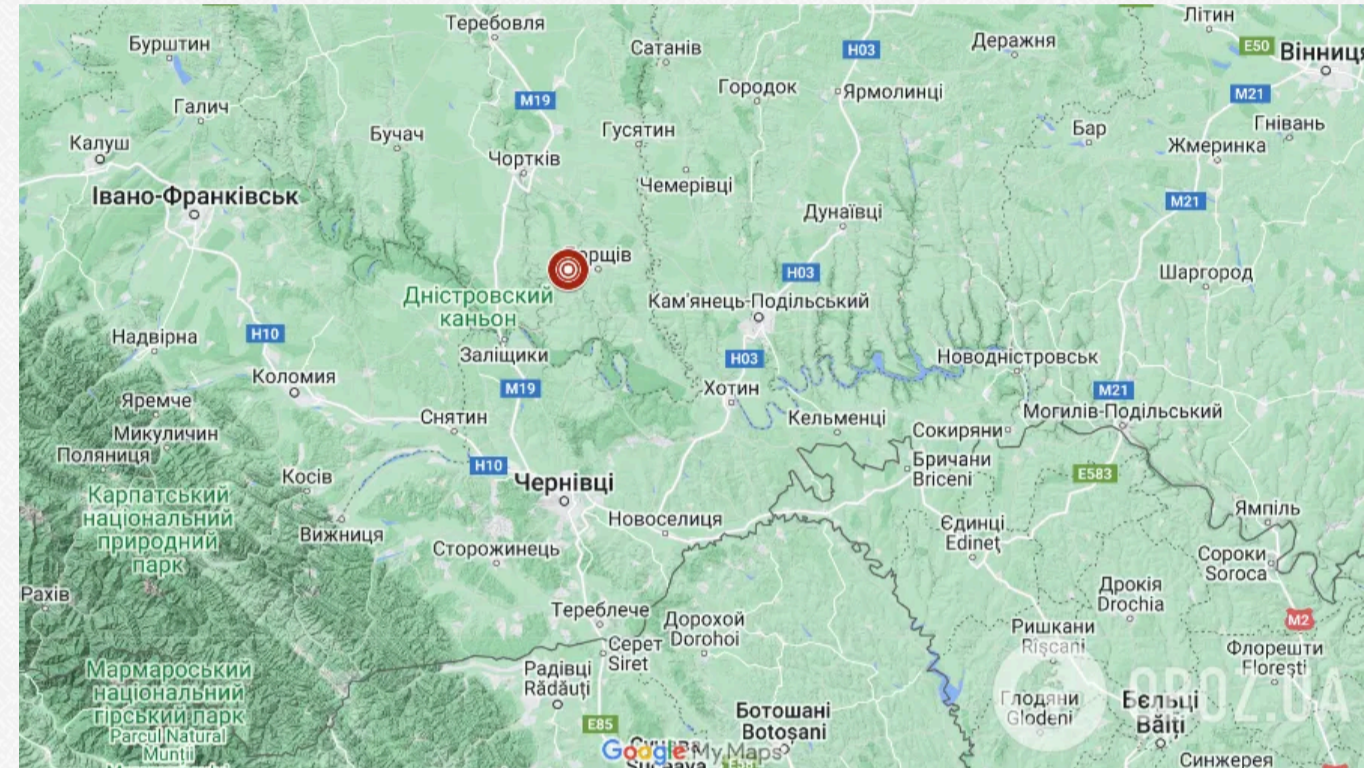 Теребовля
Літин
Бурштин
Сатанів
Деражня
H03
E50
Вінниця
Городок
Ярмолинці
M21
M19
Галич
Гусятин
Бар
Гнівань
Бучач
Калуш
Чортків
Жмеринка
Чемерівці
Івано-Франківськ
M21
Дунаївці
H03
Шаргород
Дністровский
каньон
Кам'янець-Подільський
Надвірна
H10
Заліщики
H03
Новодністровськ
Коломия
M19
Хотин
M21
Яремче
Снятин
Кельменці
Могилів-Подільський
Микуличин
Сокиряни
Поляниця
H10
Бричани
Briceni
E583
Косів
Чернівці
Карпатський
національний
природний
парк
Новоселиця
Ямпіль
Вижниця
Єдинці
Edineț
Сторожинець
Сороки
Soroca
Рахів
Дрокія
Drochia
Тереблече
Дорохой
Dorohoi
M2
Ришкани
Rîșcani
Серет
Siret
Флорешти
Florești
Мармароський
національний
гірський парк
Parcul Natural
Munții
Радівці
Rădăuți
Глодяни
Glodeni
Бєльці
Bălți
OBOZ.UA
Ботошані
Botoșani
E85
Google My Maps
Синжерея